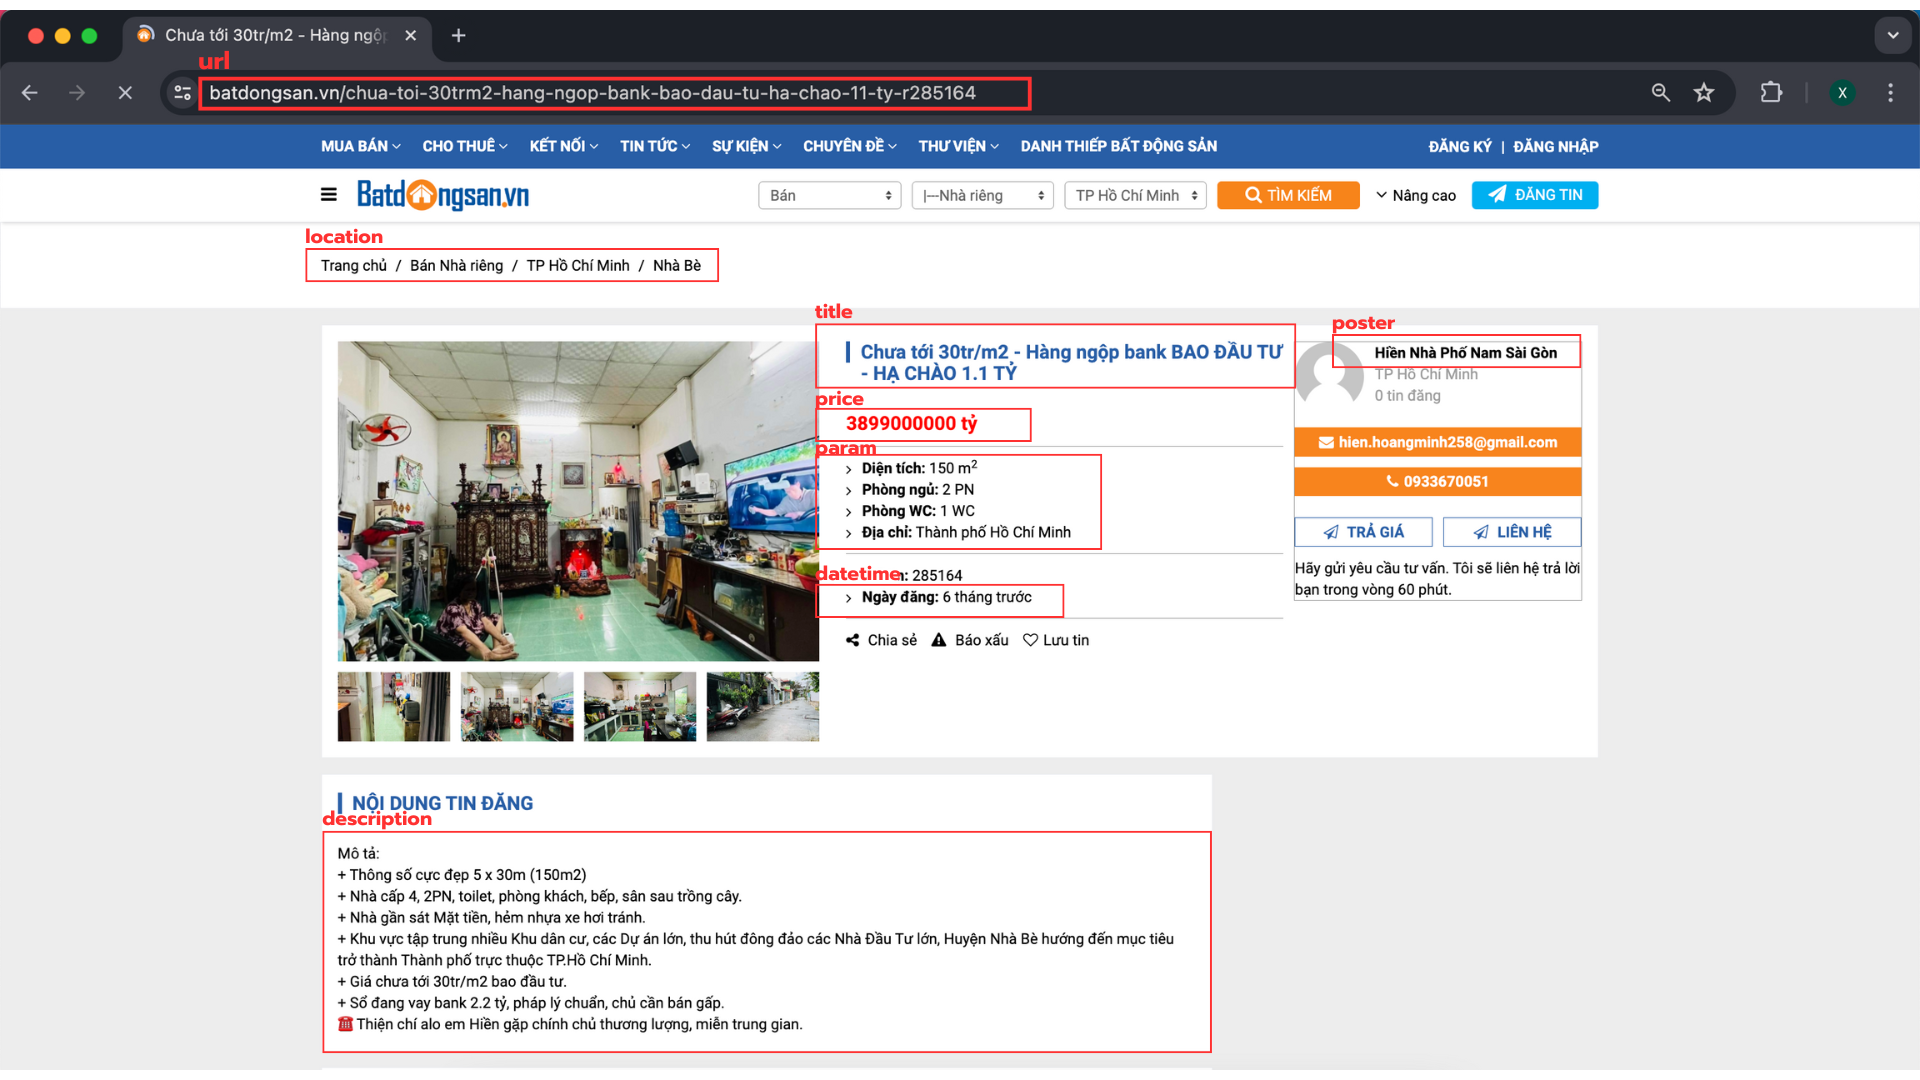 Chưa tới 30tr/m2 - Hàng ngộp
url
batdongsan.vn/chua-toi-30trm2-hang-ngop-bank-bao-dau-tu-ha-chao-11-ty-r285164
X
MUA BÁN CHO THUÊ KẾT NỐI TIN TỨC SỰ KIỆN CHUYÊN ĐỀ THƯ VIỆN DANH THIẾP BẤT ĐỘNG SẢN ĐĂNG KÝ | ĐĂNG NHẬP
Batdongsan.vn Bán |---Nhà riêng TP Hồ Chí Minh TÌM KIẾM Nâng cao ĐĂNG TIN
location
Trang chủ / Bán Nhà riêng / TP Hồ Chí Minh / Nhà Bè
title
Chưa tới 30tr/m2 - Hàng ngộp bank BAO ĐẦU TƯ
- HẠ CHÀO 1.1 TỶ
price
3899000000 tỷ
param
Diện tích: 150 m2
Phòng ngủ: 2 PN
Phòng WC: 1 WC
Địa chỉ: Thành phố Hồ Chí Minh
datetime
n: 285164
Ngày đăng: 6 tháng trước
Chia sẻ Báo xấu Lưu tin
poster
Hiền Nhà Phố Nam Sài Gòn
TP Hồ Chí Minh
0 tin đăng
hien.hoangminh258@gmail.com
0933670051
TRẢ GIÁ LIÊN HỆ
Hãy gửi yêu cầu tư vấn. Tôi sẽ liên hệ trả lời
bạn trong vòng 60 phút.
NỘI DUNG TIN ĐĂNG
description
Mô tả:
+ Thông số cực đẹp 5 x 30m (150m2)
+ Nhà cấp 4, 2PN, toilet, phòng khách, bếp, sân sau trồng cây.
+ Nhà gần sát Mặt tiền, hẻm nhựa xe hơi tránh.
+ Khu vực tập trung nhiều Khu dân cư, các Dự án lớn, thu hút đông đảo các Nhà Đầu Tư lớn, Huyện Nhà Bè hướng đến mục tiêu
trở thành Thành phố trực thuộc TP.Hồ Chí Minh.
+ Giá chưa tới 30tr/m2 bao đầu tư.
+ Sổ đang vay bank 2.2 tỷ, pháp lý chuẩn, chủ cần bán gấp.
☎️ Thiện chí alo em Hiền gặp chính chủ thương lượng, miễn trung gian.